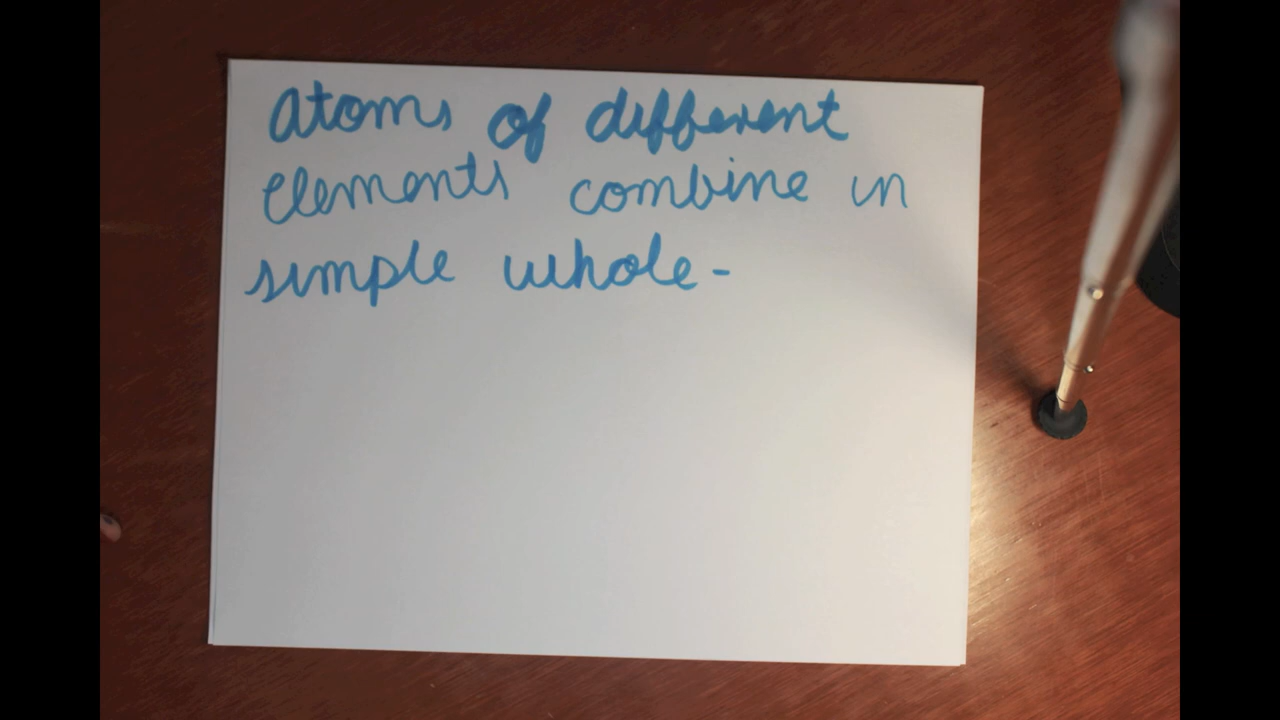 atoms of different
elements combine in
simple whole-